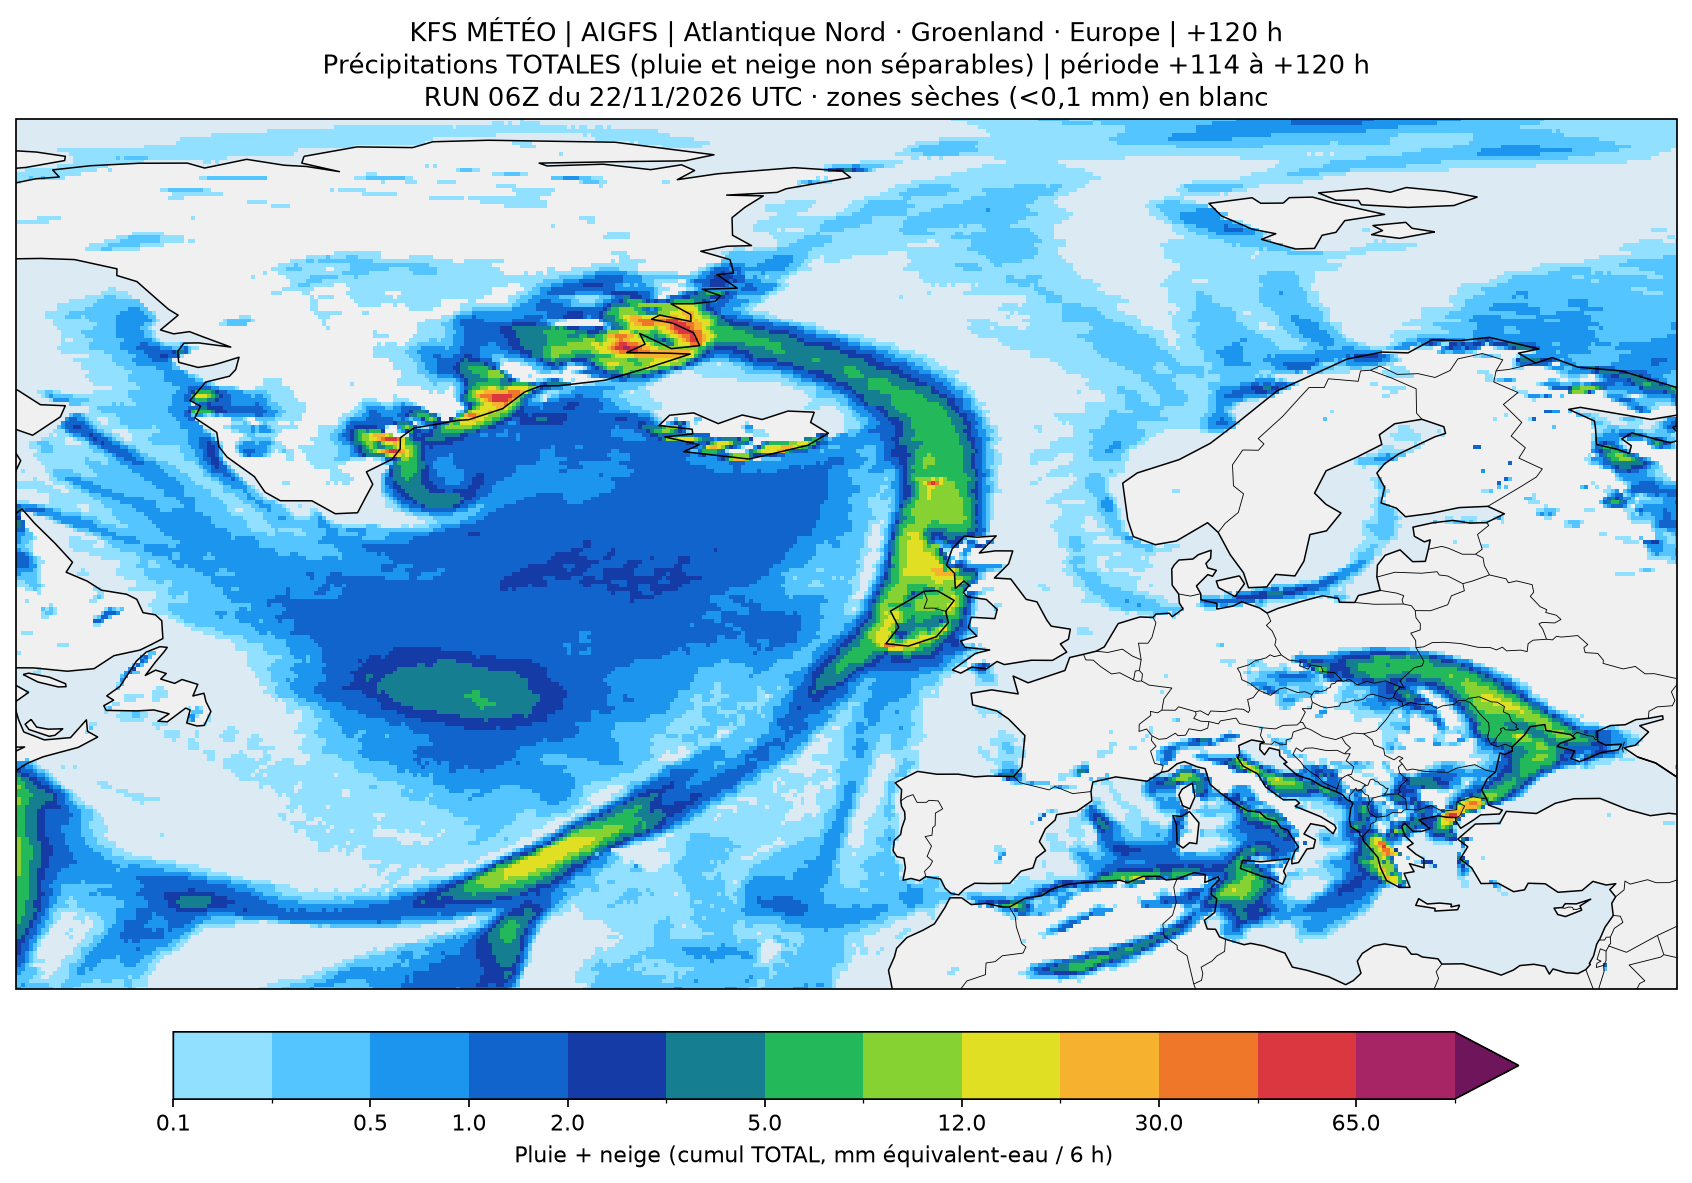 KFS MÉTÉO | AIGFS | Atlantique Nord · Groenland · Europe | +120 h
Précipitations TOTALES (pluie et neige non séparables) | période +114 à +120 h
RUN 06Z du 22/11/2026 UTC · zones sèches (<0,1 mm) en blanc
0.1 0.5 1.0 2.0 5.0 12.0 30.0 65.0
Pluie + neige (cumul TOTAL, mm équivalent-eau / 6 h)